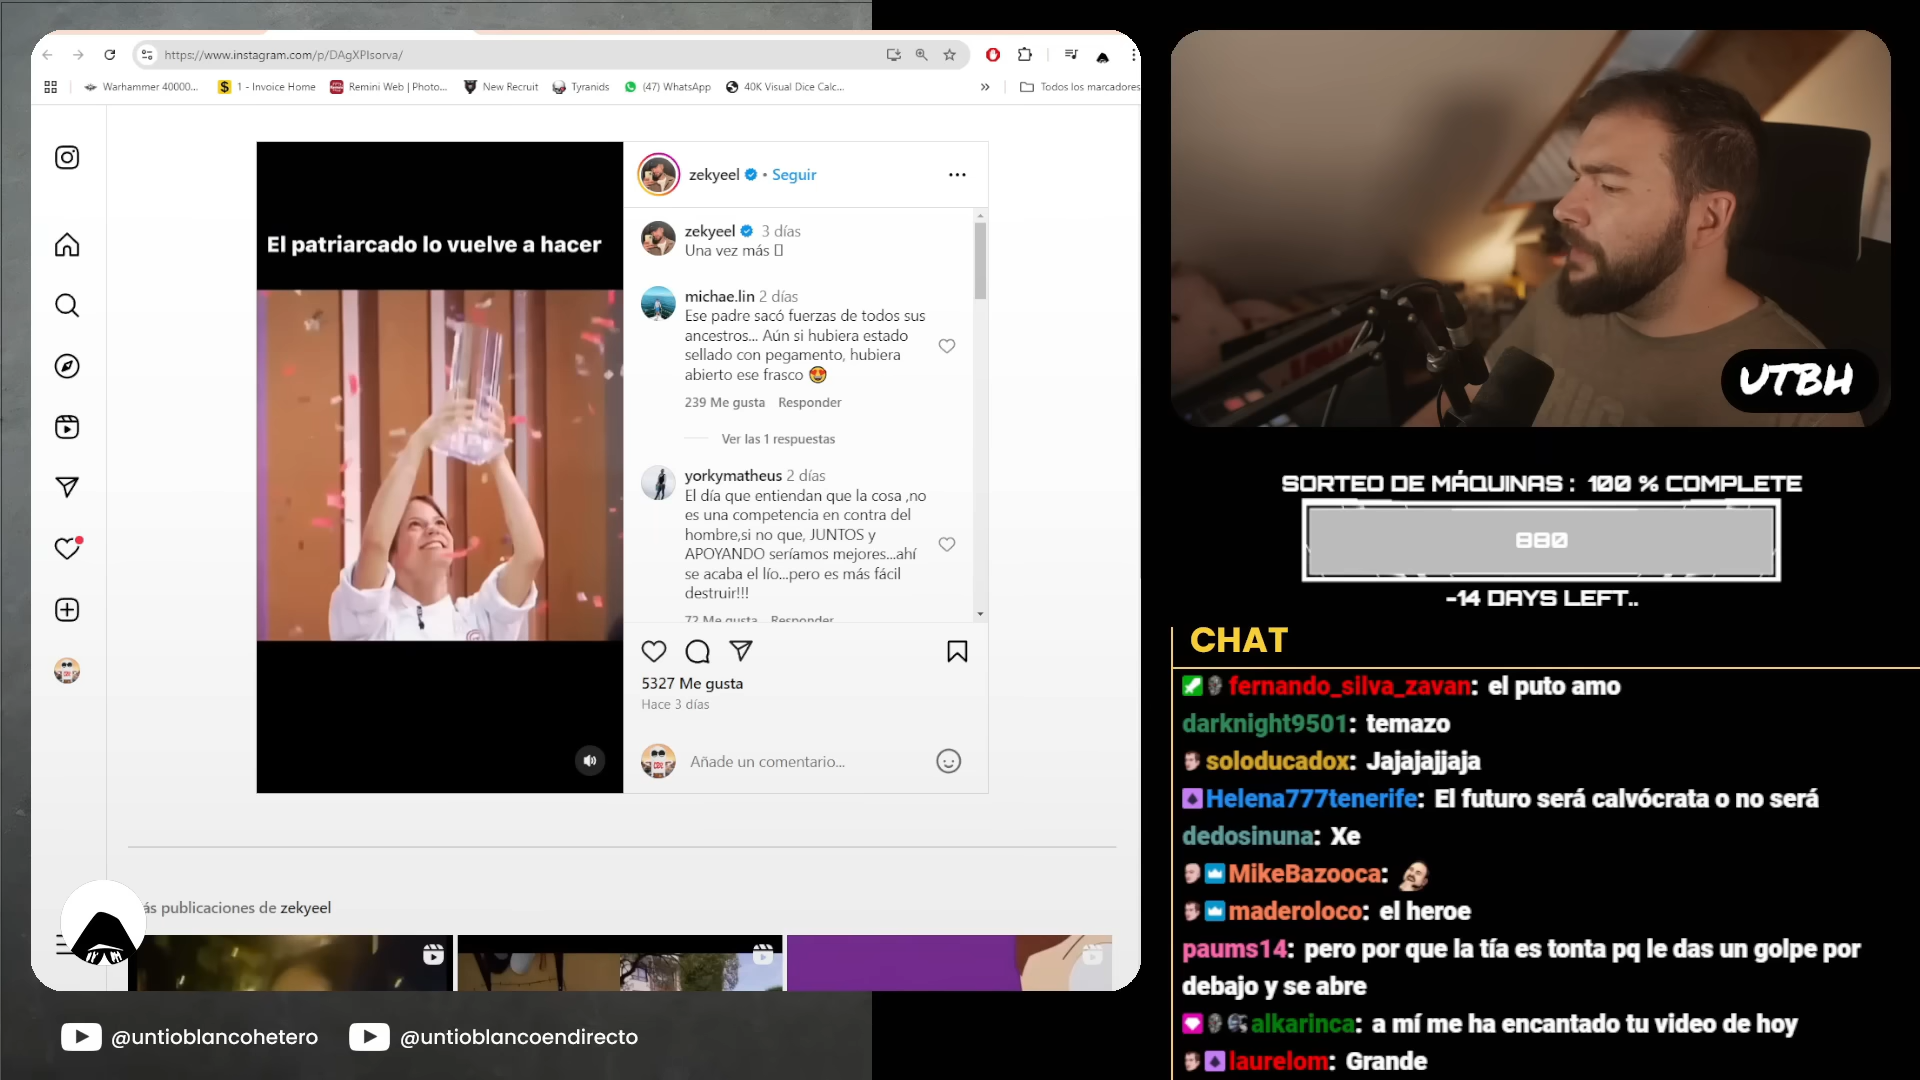 https://www.instagram.com/p/DAgXPIsorva/
Warhammer 40000...
1 - Invoice Home
Remini Web | Photo...
New Recruit
Tyranids
(47) WhatsApp
40K Visual Dice Calc...
»
Todos los marcadores
El patriarcado lo vuelve a hacer
zekyeel • Seguir
zekyeel 3 días
Una vez más
michae.lin 2 días
Ese padre sacó fuerzas de todos sus
ancestros... Aún si hubiera estado
sellado con pegamento, hubiera
abierto ese frasco 😍
239 Me gusta Responder
Ver las 1 respuestas
yorkymatheus 2 días
El día que entiendan que la cosa ,no
es una competencia en contra del
hombre,si no que, JUNTOS y
APOYANDO seríamos mejores...ahí
se acaba el lío...pero es más fácil
destruir!!!
72 Me gusta Responder
5327 Me gusta
Hace 3 días
Añade un comentario...
ás publicaciones de zekyeel
@untioblancohetero
@untioblancoendirecto
UTBH
SORTEO DE MÁQUINAS : 100 % COMPLETE
880
-14 DAYS LEFT..
CHAT
fernando_silva_zavan: el puto amo
darknight9501: temazo
soloducadox: Jajajajjaja
Helena777tenerife: El futuro será calvócrata o no será
dedosinuna: Xe
MikeBazooca:
maderoloco: el heroe
paums14: pero por que la tía es tonta pq le das un golpe por
debajo y se abre
alkarinca: a mí me ha encantado tu video de hoy
laurelom: Grande